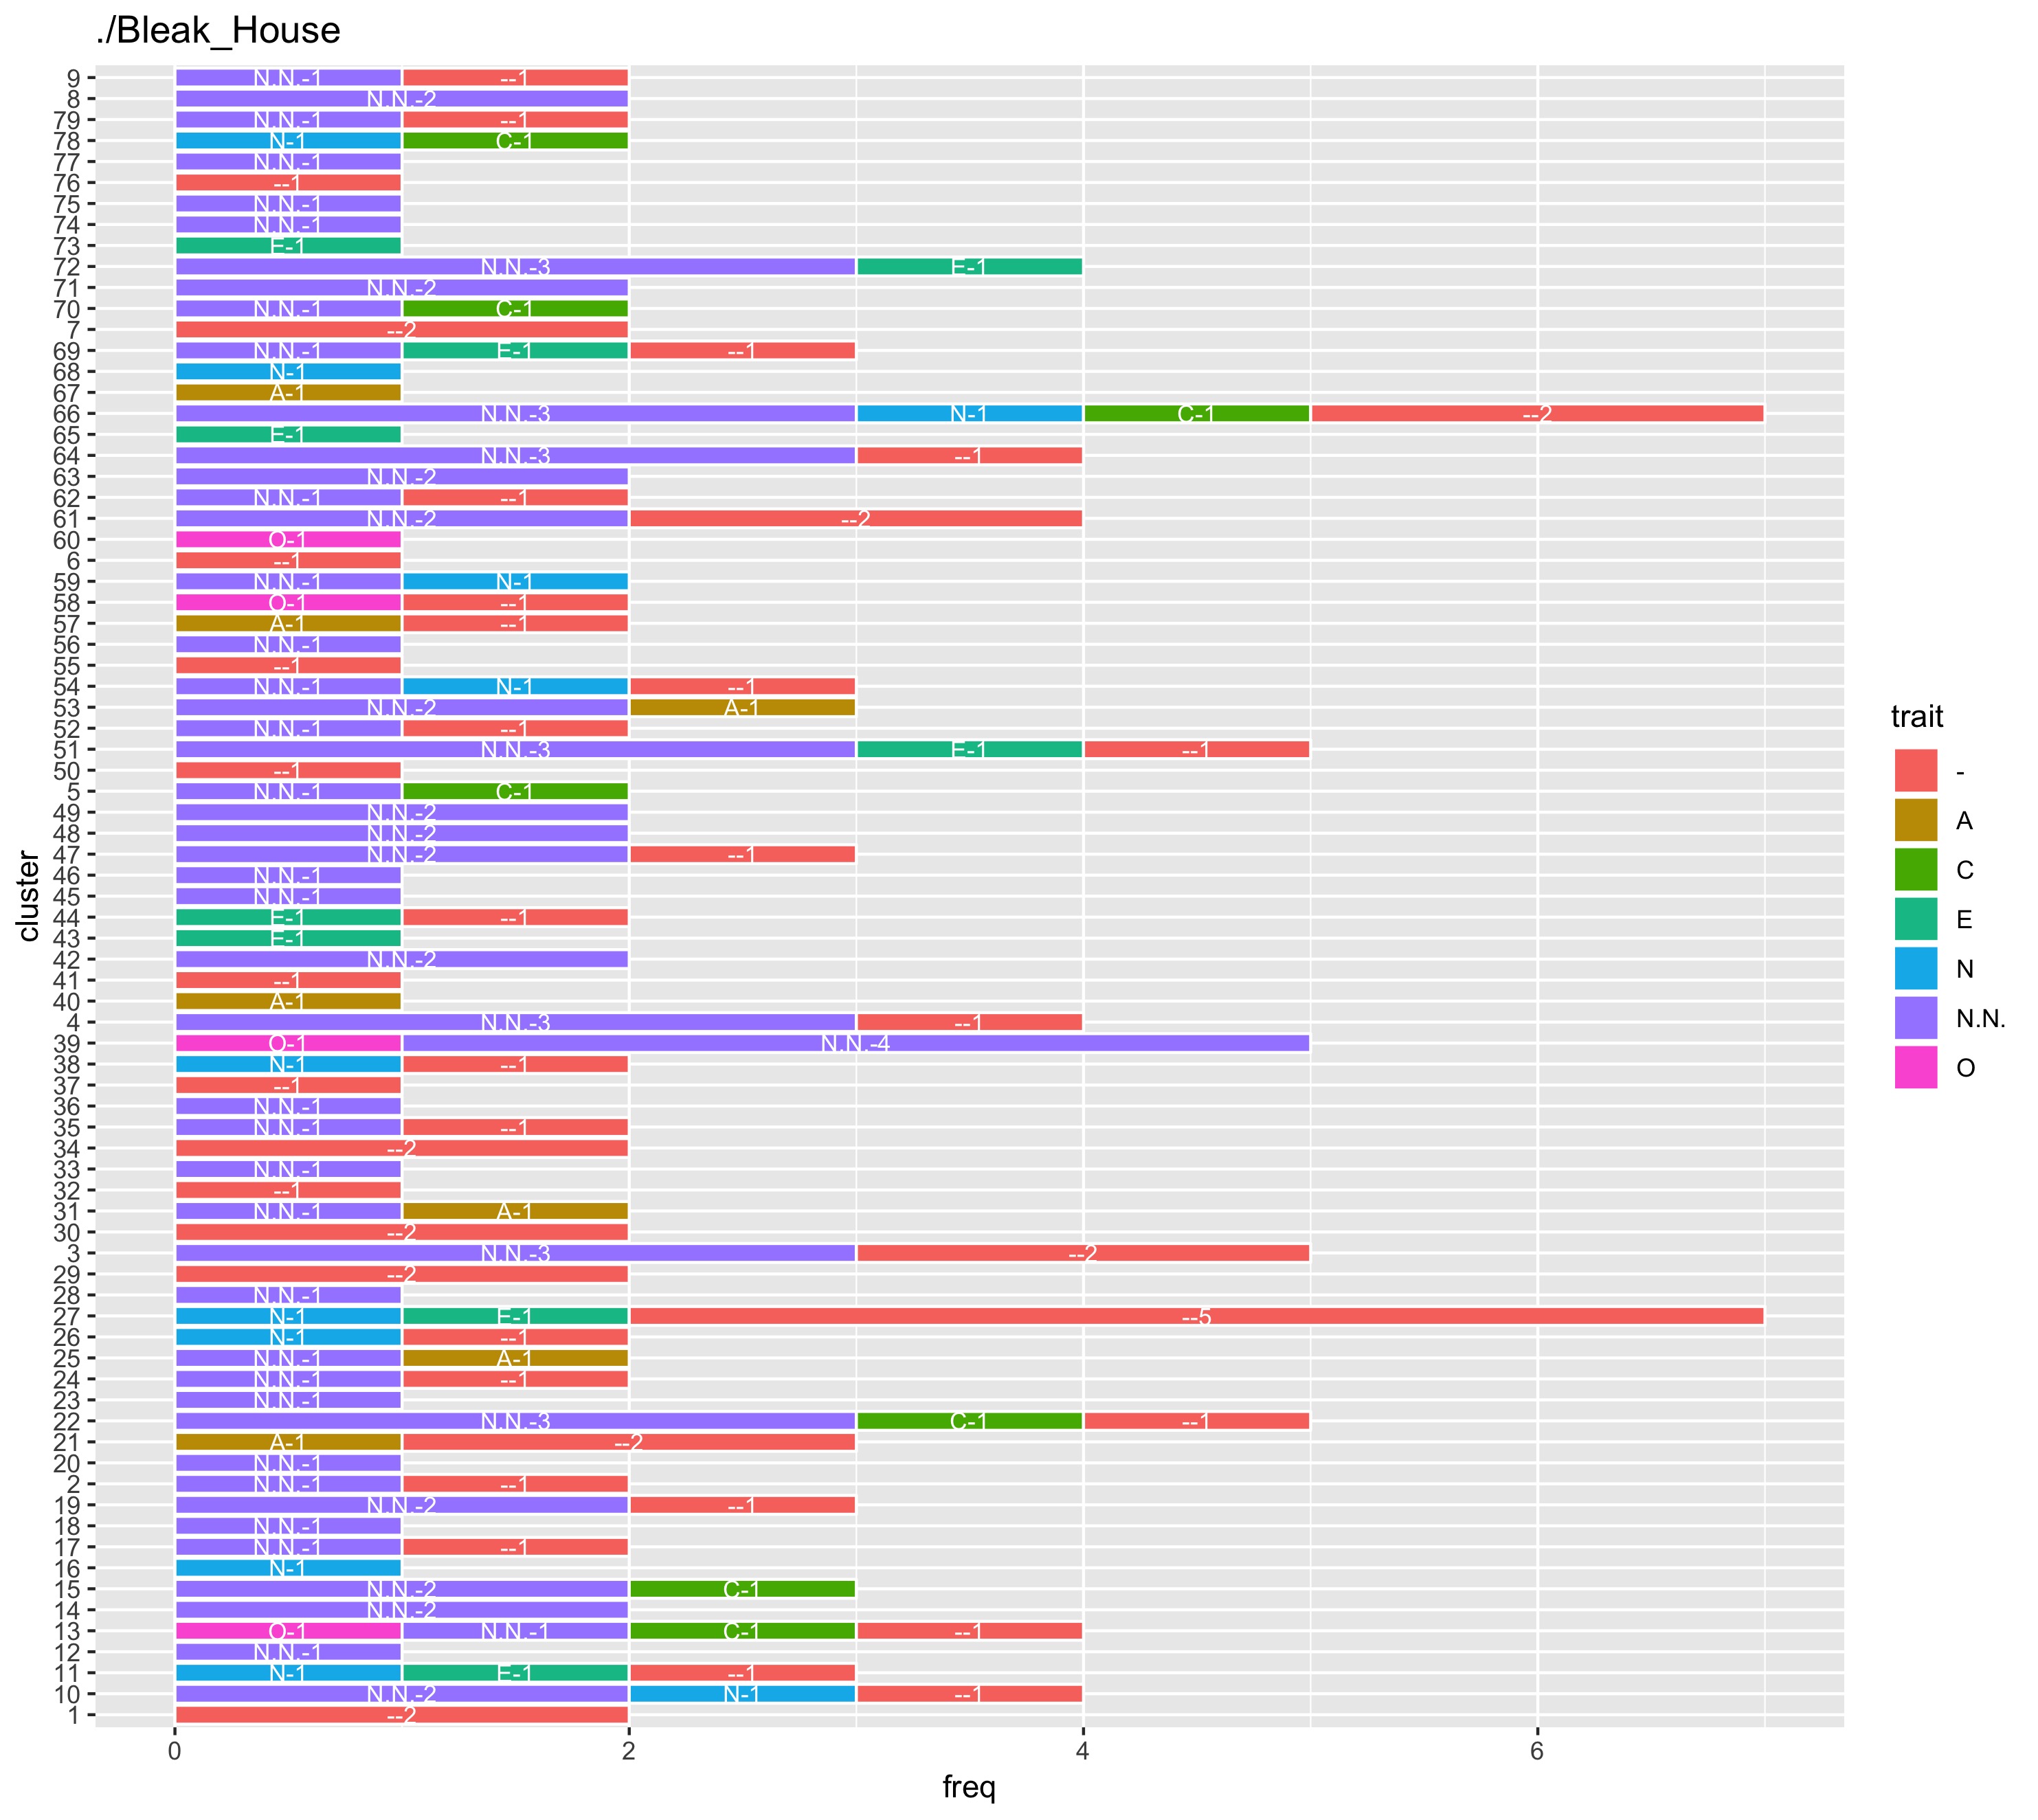 ./Bleak_House
9 N.N.-1 --1
8 N.N.-2
79 N.N.-1 --1
78 N-1 C-1
77 N.N.-1
76 --1
75 N.N.-1
74 N.N.-1
73 E-1
72 N.N.-3 E-1
71 N.N.-2
70 N.N.-1 C-1
7 --2
69 N.N.-1 E-1 --1
68 N-1
67 A-1
66 N.N.-3 N-1 C-1 --2
65 E-1
64 N.N.-3 --1
63 N.N.-2
62 N.N.-1 --1
61 N.N.-2 --2
60 O-1
6 --1
59 N.N.-1 N-1
58 O-1 --1
57 A-1 --1
56 N.N.-1
55 --1
54 N.N.-1 N-1 --1
53 N.N.-2 A-1
52 N.N.-1 --1
51 N.N.-3 E-1 --1
50 --1
5 N.N.-1 C-1
49 N.N.-2
48 N.N.-2
47 N.N.-2 --1
46 N.N.-1
45 N.N.-1
44 E-1 --1
43 E-1
42 N.N.-2
41 --1
40 A-1
4 N.N.-3 --1
39 O-1 N.N.-4
38 N-1 --1
37 --1
36 N.N.-1
35 N.N.-1 --1
34 --2
33 N.N.-1
32 --1
31 N.N.-1 A-1
30 --2
3 N.N.-3 --2
29 --2
28 N.N.-1
27 N-1 E-1 --5
26 N-1 --1
25 N.N.-1 A-1
24 N.N.-1 --1
23 N.N.-1
22 N.N.-3 C-1 --1
21 A-1 --2
20 N.N.-1
2 N.N.-1 --1
19 N.N.-2 --1
18 N.N.-1
17 N.N.-1 --1
16 N-1
15 N.N.-2 C-1
14 N.N.-2
13 O-1 N.N.-1 C-1 --1
12 N.N.-1
11 N-1 E-1 --1
10 N.N.-2 N-1 --1
1 --2
0 2 4 6
freq
cluster
trait
-
A
C
E
N
N.N.
O